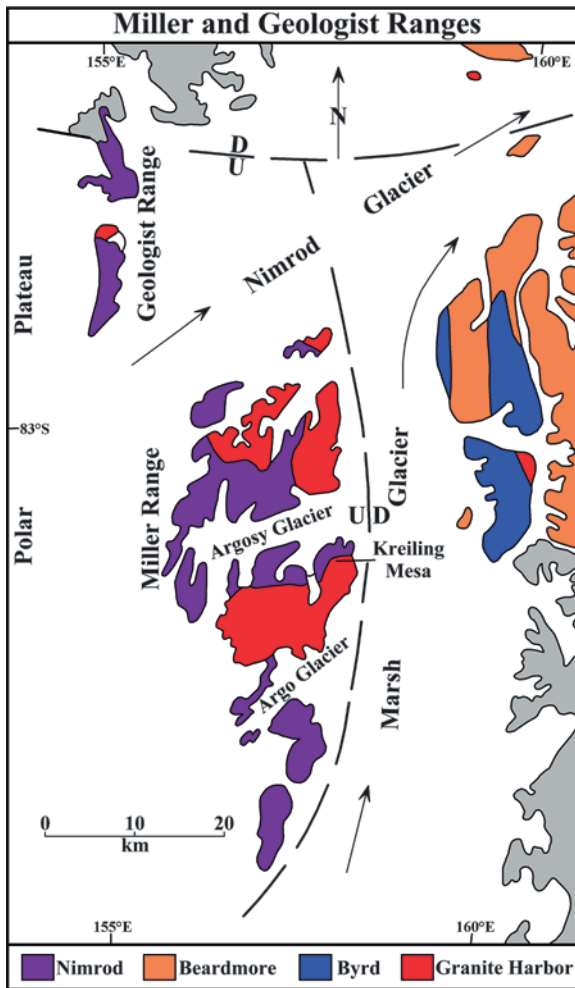 Miller and Geologist Ranges
155°E
160°E
N
D
U
Glacier
Geologist Range
Nimrod
Plateau
83°S
Glacier
Miller Range
Argosy Glacier
U D
Polar
Kreiling
Mesa
Argo Glacier
Marsh
0 10 20
km
155°E
160°E
Nimrod
Beardmore
Byrd
Granite Harbor